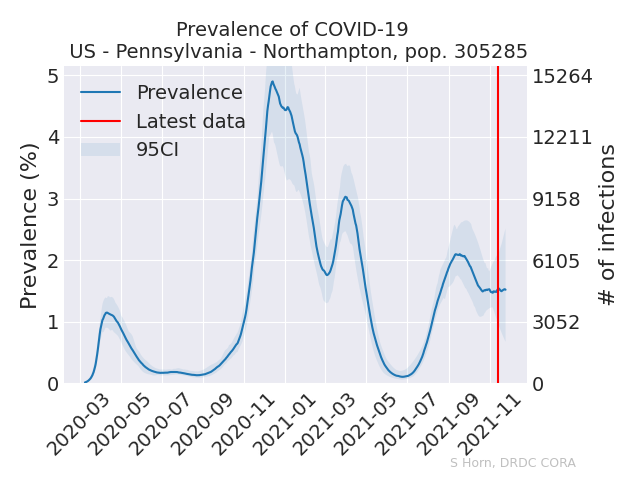 Prevalence of COVID-19
US - Pennsylvania - Northampton, pop. 305285
Prevalence
Latest data
95CI
Prevalence (%)
5
4
3
2
1
0
15264
12211
9158
6105
3052
0
# of infections
2020-03
2020-05
2020-07
2020-09
2020-11
2021-01
2021-03
2021-05
2021-07
2021-09
2021-11
S Horn, DRDC CORA